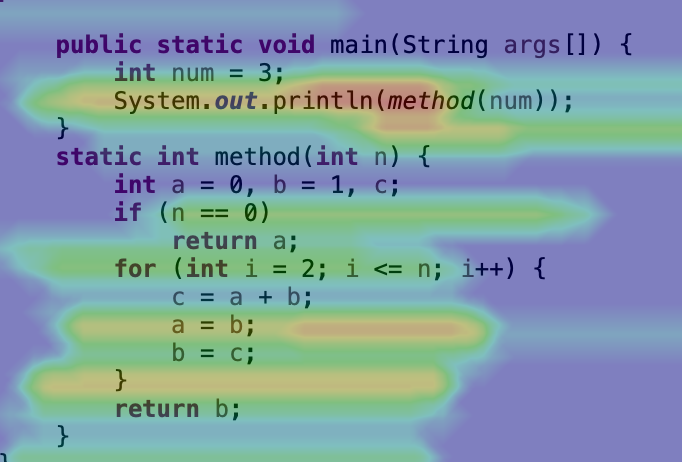 public static void main(String args[]) {
int num = 3;
System.out.println(method(num));
}
static int method(int n) {
int a = 0, b = 1, c;
if (n == 0)
return a;
for (int i = 2; i <= n; i++) {
c = a + b;
a = b;
b = c;
}
return b;
}
}